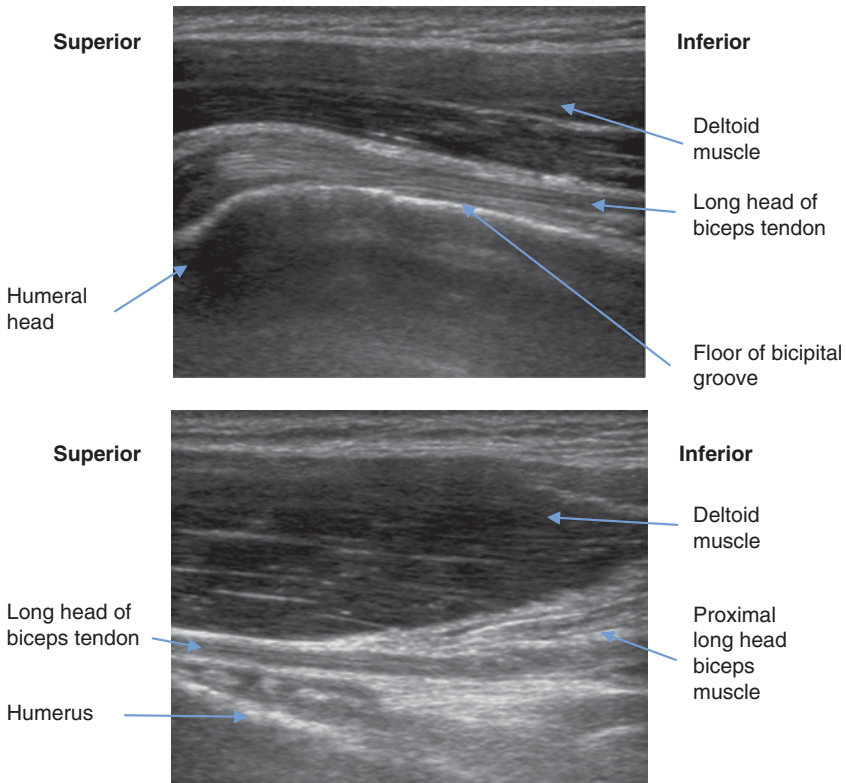 Superior
Inferior
Deltoid
muscle
Long head of
biceps tendon
Humeral
head
Floor of bicipital
groove
Superior
Inferior
Deltoid
muscle
Long head of
biceps tendon
Proximal
long head
biceps
muscle
Humerus